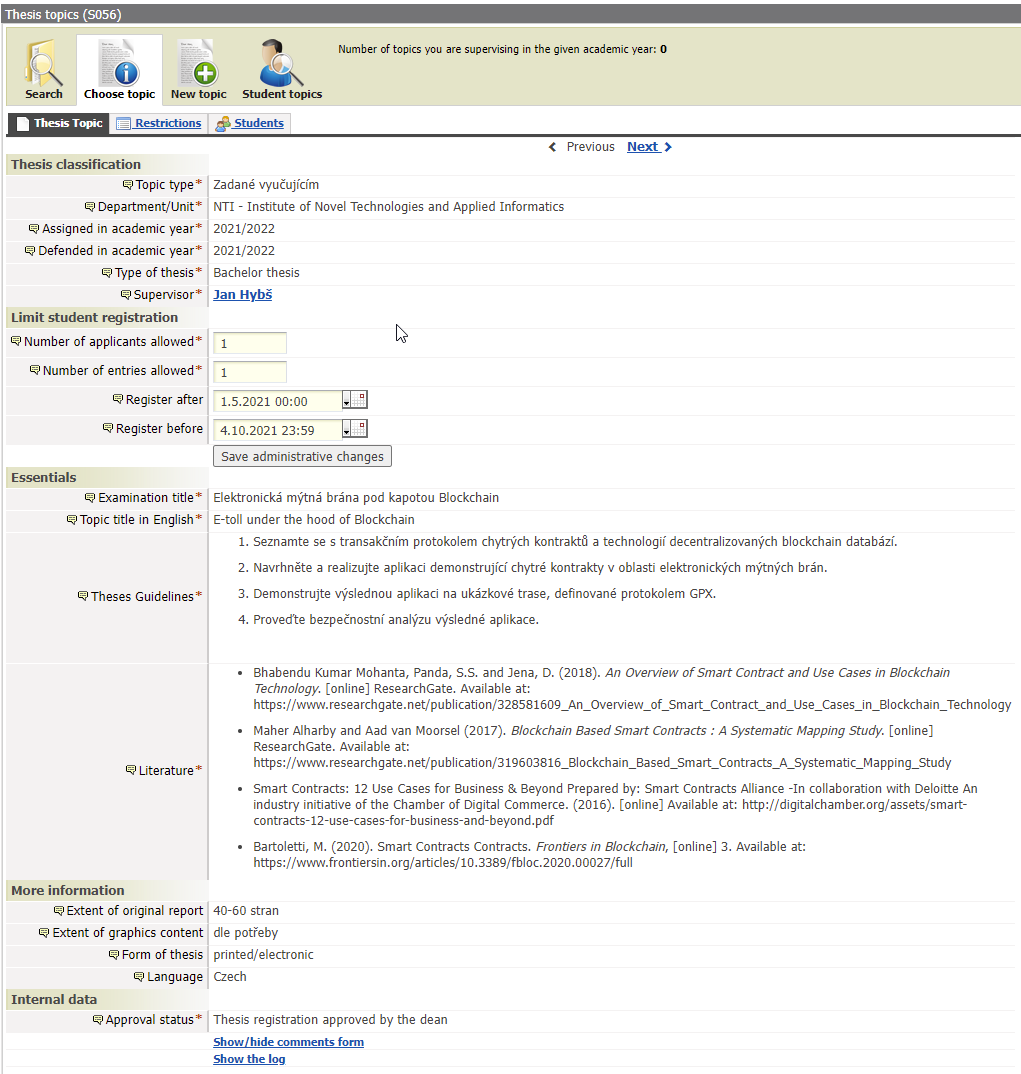 Thesis topics (S056)
Number of topics you are supervising in the given academic year: 0
Search
Choose topic
New topic
Student topics
Thesis Topic
Restrictions
Students
Previous
Next
Thesis classification
Topic type* Zadané vyučujícím
Department/Unit* NTI - Institute of Novel Technologies and Applied Informatics
Assigned in academic year* 2021/2022
Defended in academic year* 2021/2022
Type of thesis* Bachelor thesis
Supervisor* Jan Hybš
Limit student registration
Number of applicants allowed* 1
Number of entries allowed* 1
Register after 1.5.2021 00:00
Register before 4.10.2021 23:59
Save administrative changes
Essentials
Examination title* Elektronická mýtná brána pod kapotou Blockchain
Topic title in English* E-toll under the hood of Blockchain
Theses Guidelines*
1. Seznamte se s transakčním protokolem chytrých kontraktů a technologií decentralizovaných blockchain databází.
2. Navrhněte a realizujte aplikaci demonstrující chytré kontrakty v oblasti elektronických mýtných brán.
3. Demonstrujte výslednou aplikaci na ukázkové trase, definované protokolem GPX.
4. Proveďte bezpečnostní analýzu výsledné aplikace.
Literature*
• Bhabendu Kumar Mohanta, Panda, S.S. and Jena, D. (2018). An Overview of Smart Contract and Use Cases in Blockchain
Technology. [online] ResearchGate. Available at:
https://www.researchgate.net/publication/328581609_An_Overview_of_Smart_Contract_and_Use_Cases_in_Blockchain_Technology
• Maher Alharby and Aad van Moorsel (2017). Blockchain Based Smart Contracts : A Systematic Mapping Study. [online]
ResearchGate. Available at:
https://www.researchgate.net/publication/319603816_Blockchain_Based_Smart_Contracts_A_Systematic_Mapping_Study
• Smart Contracts: 12 Use Cases for Business & Beyond Prepared by: Smart Contracts Alliance -In collaboration with Deloitte An
industry initiative of the Chamber of Digital Commerce. (2016). [online] Available at: http://digitalchamber.org/assets/smart-
contracts-12-use-cases-for-business-and-beyond.pdf
• Bartoletti, M. (2020). Smart Contracts Contracts. Frontiers in Blockchain, [online] 3. Available at:
https://www.frontiersin.org/articles/10.3389/fbloc.2020.00027/full
More information
Extent of original report 40-60 stran
Extent of graphics content dle potřeby
Form of thesis printed/electronic
Language Czech
Internal data
Approval status* Thesis registration approved by the dean
Show/hide comments form
Show the log